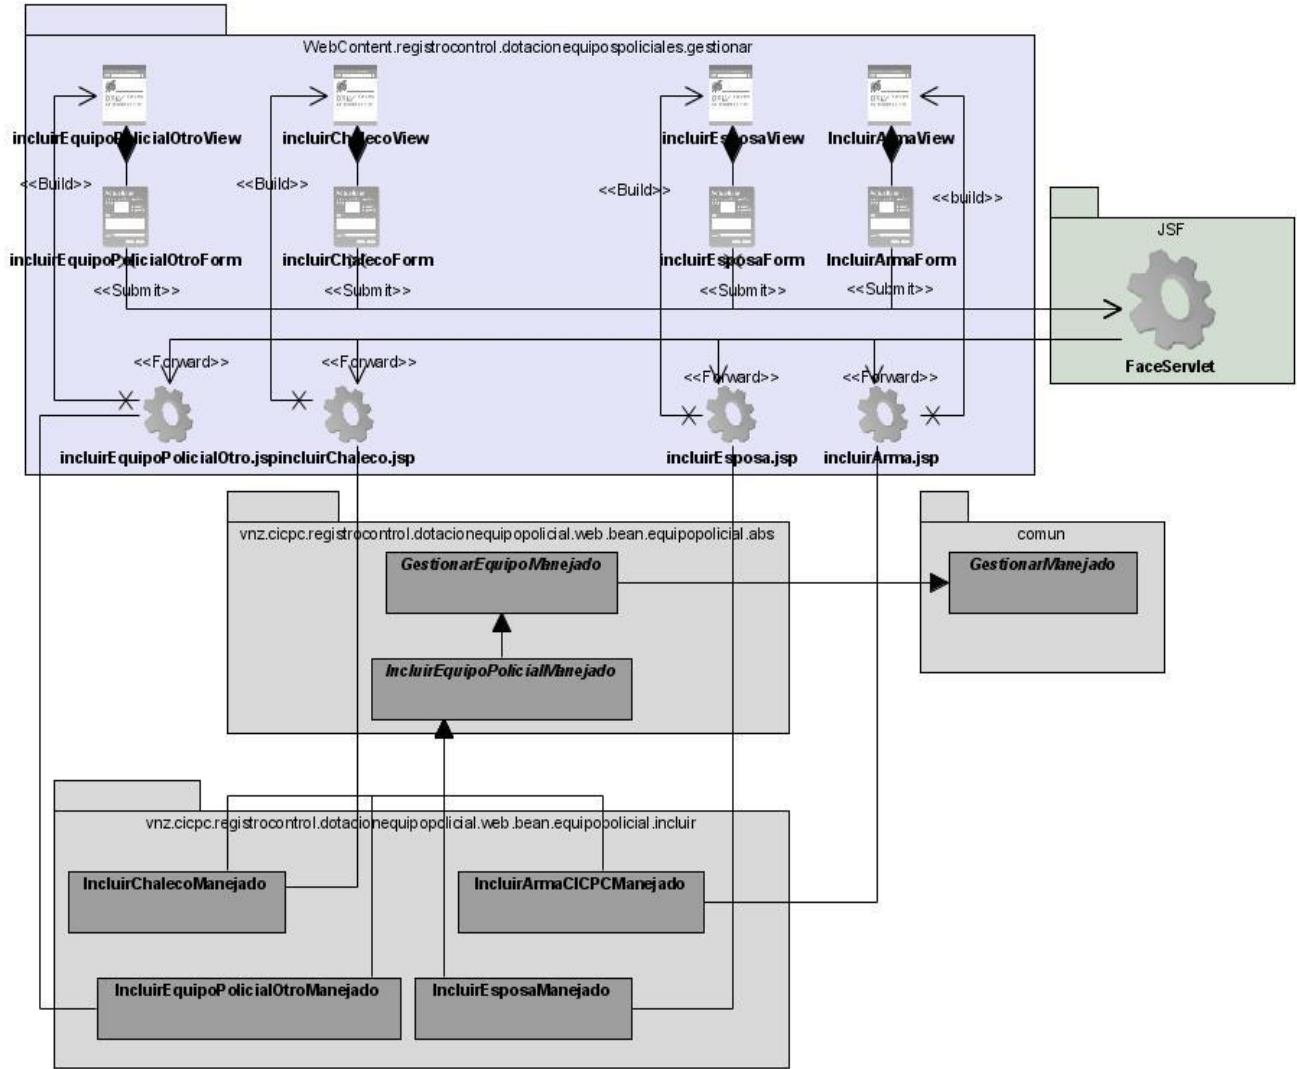 WebContent.registrocontrol.dotacionequipospoliciales.gestionar
incluirEquipoPolicialOtroView
incluirChalecoView
incluirEsposaView
IncluirArmaView
<<Build>>
<<Build>>
<<Build>>
<<build>>
incluirEquipoPolicialOtroForm
incluirChalecoForm
incluirEsposaForm
IncluirArmaForm
<<Submit>>
<<Submit>>
<<Submit>>
<<Submit>>
JSF
FaceServlet
<<Forward>>
<<Forward>>
<<Forward>>
<<Forward>>
incluirEquipoPolicialOtro.jsp
incluirChaleco.jsp
incluirEsposa.jsp
incluirArma.jsp
vnz.cicpc.registrocontrol.dotacionequipopolicial.web.bean.equipopolicial.abs
GestionarEquipoManejado
IncluirEquipoPolicialManejado
comun
GestionarManejado
vnz.cicpc.registrocontrol.dotacionequipopolicial.web.bean.equipopolicial.incluir
IncluirChalecoManejado
IncluirArmaCICPCManejado
IncluirEquipoPolicialOtroManejado
IncluirEsposaManejado